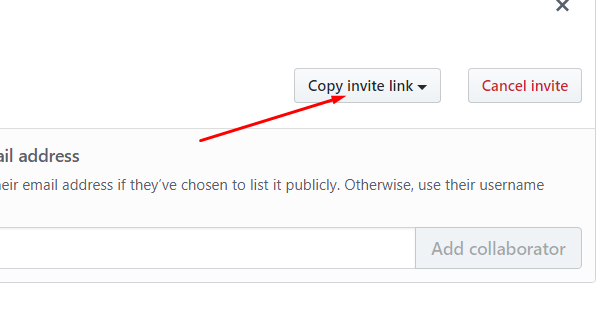 Copy invite link
Cancel invite
ail address
heir email address if they've chosen to list it publicly. Otherwise, use their username
Add collaborator